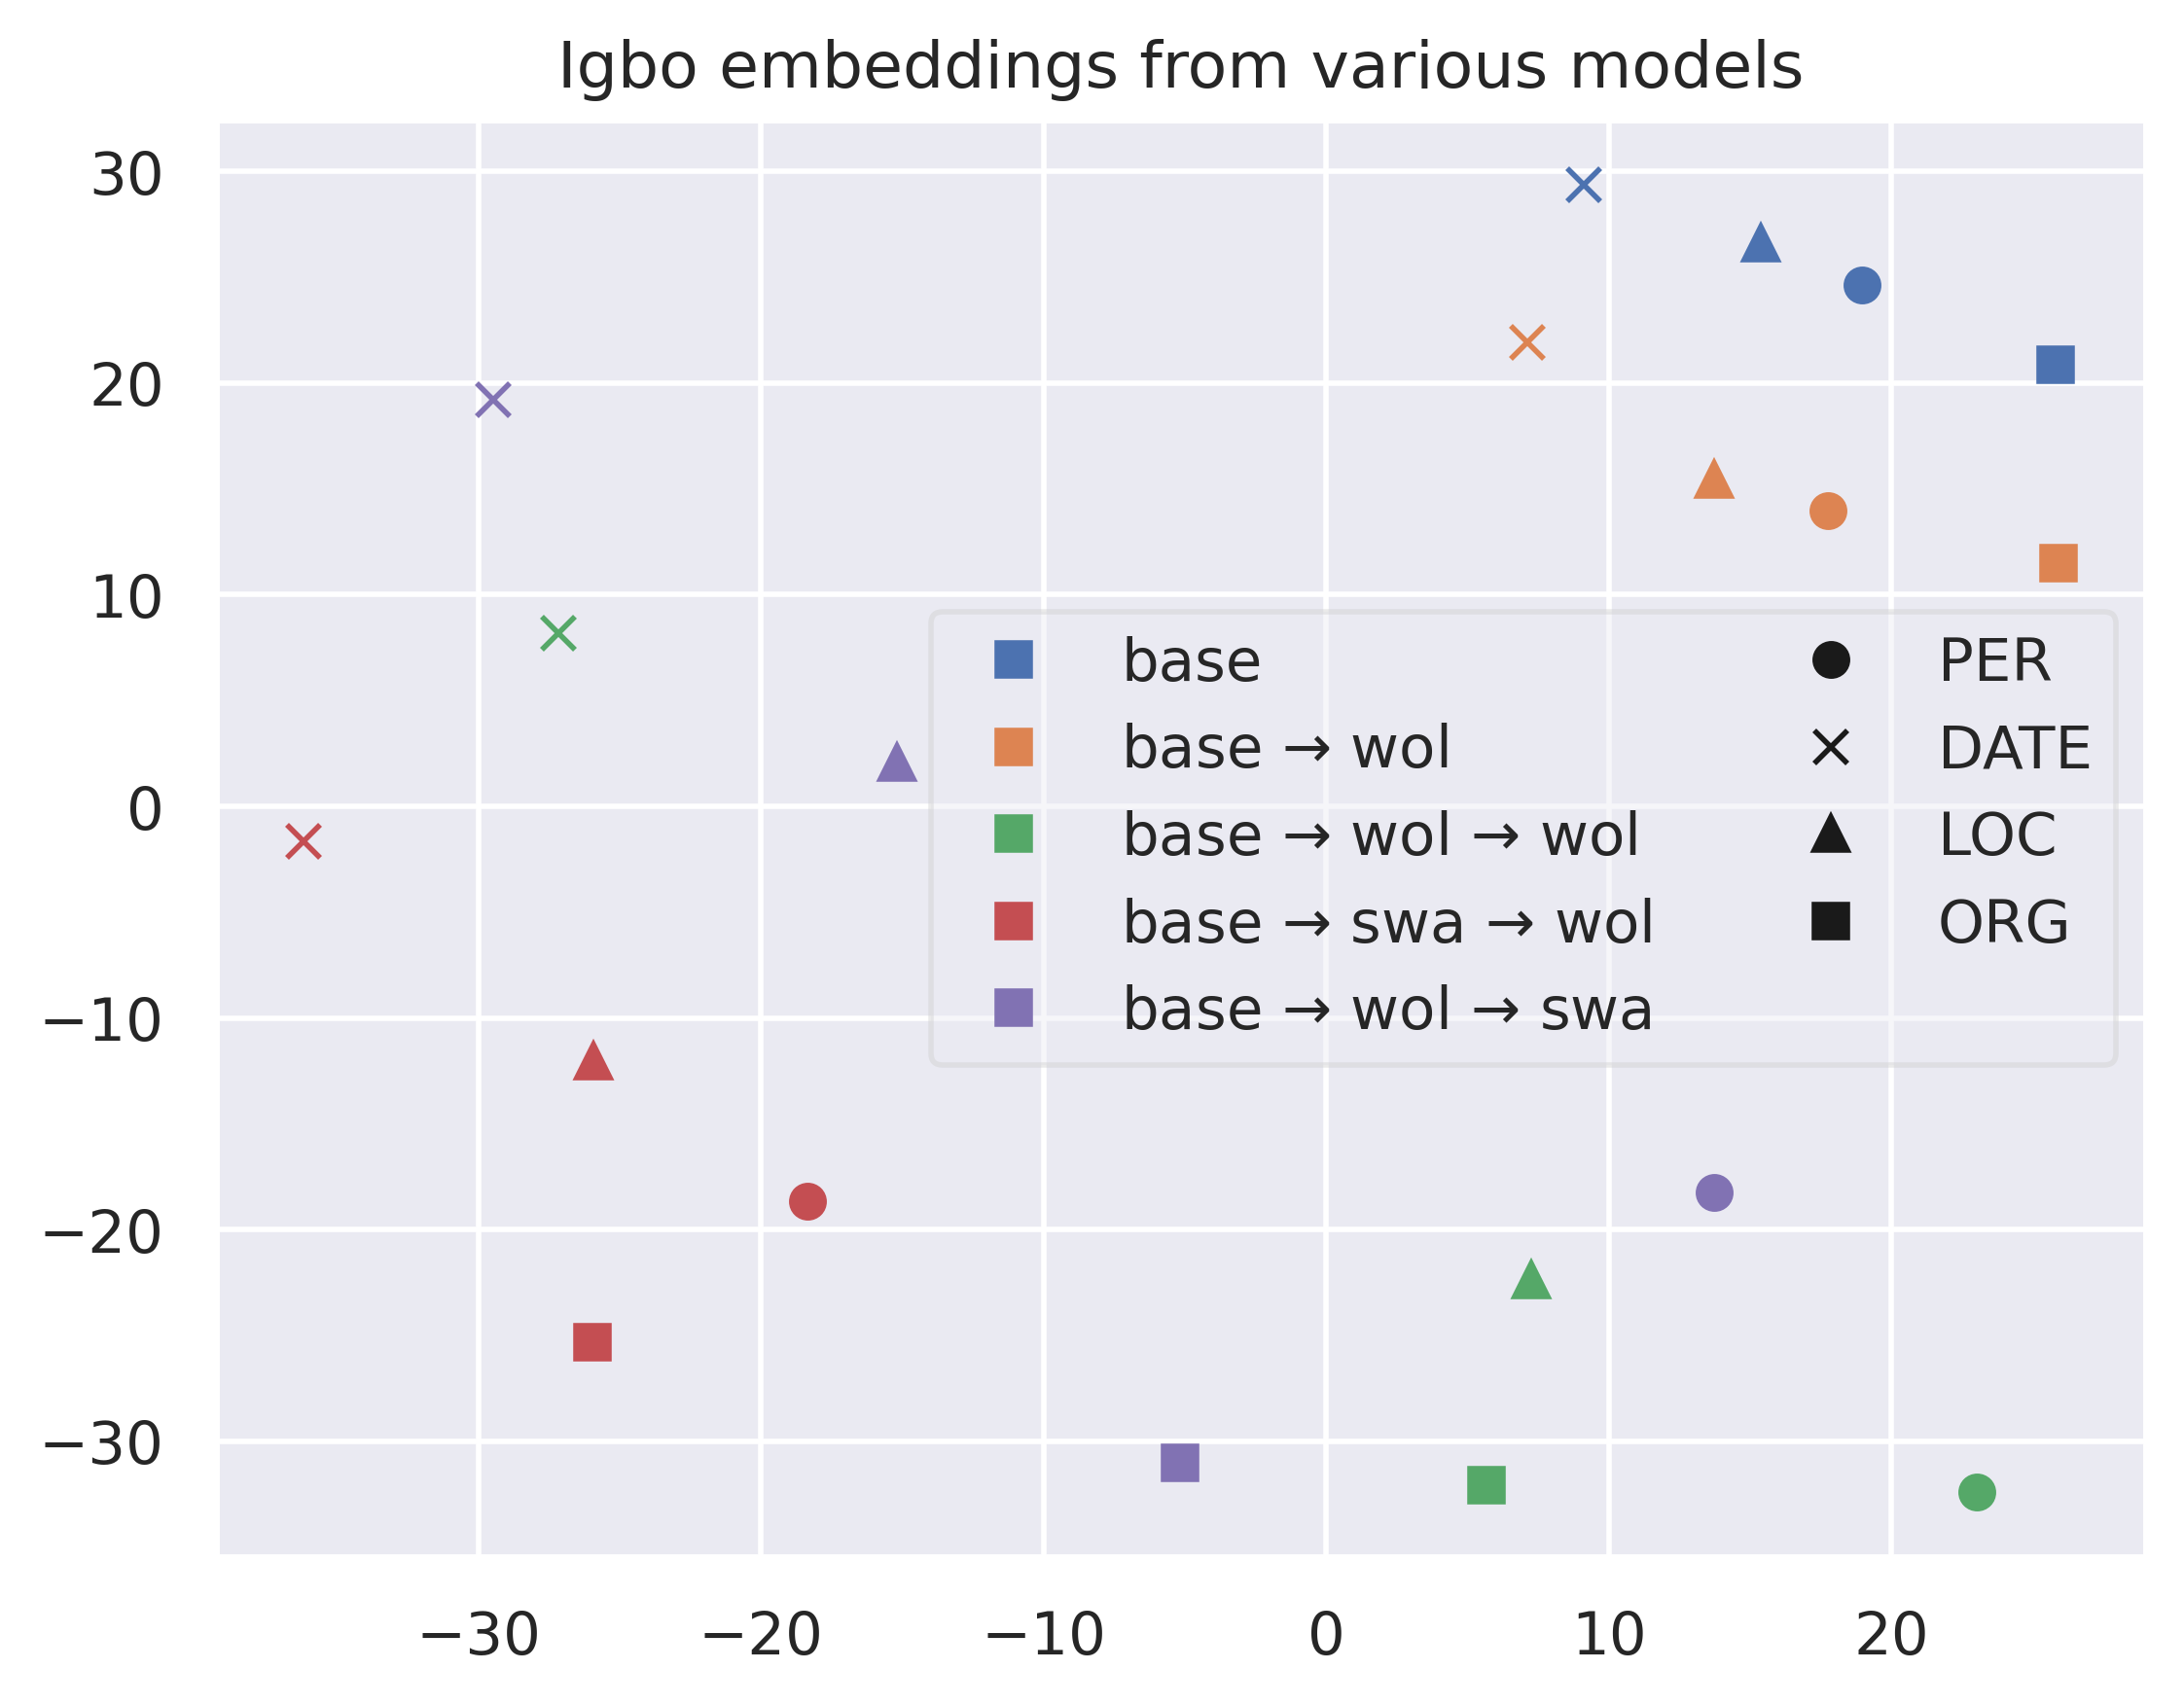 Igbo embeddings from various models
30
20
10
0
−10
−20
−30
base
base → wol
base → wol → wol
base → swa → wol
base → wol → swa
PER
DATE
LOC
ORG
−30 −20 −10 0 10 20